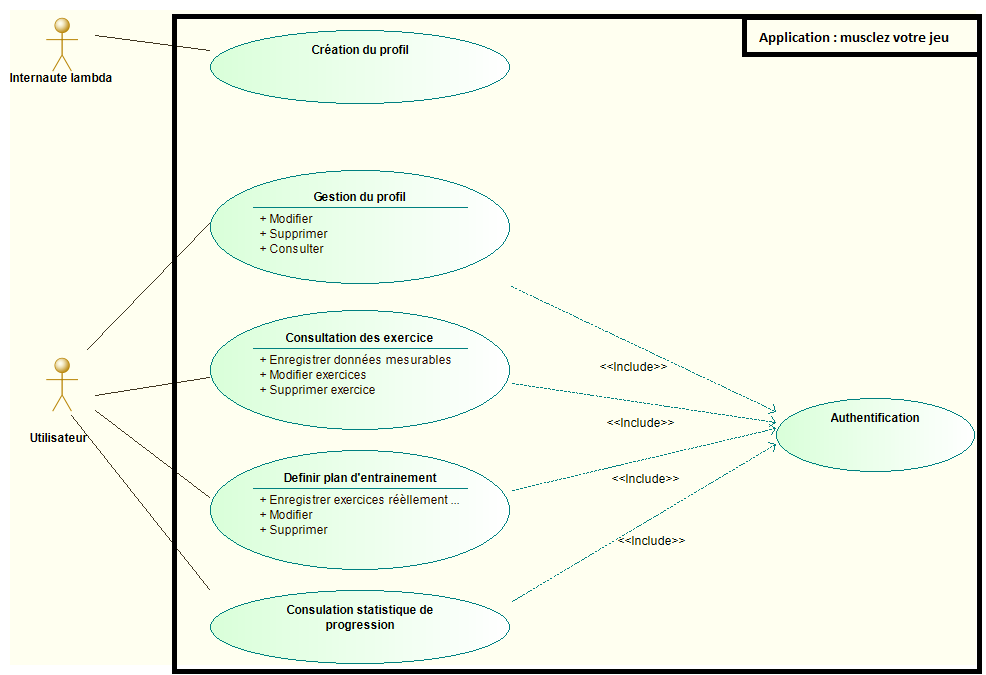 Application : musclez votre jeu
Création du profil
Internaute lambda
Gestion du profil
+ Modifier
+ Supprimer
+ Consulter
Consultation des exercice
+ Enregistrer données mesurables
+ Modifier exercices
+ Supprimer exercice
<<Include>>
<<Include>>
Authentification
Utilisateur
Definir plan d'entrainement
+ Enregistrer exercices réèllement ...
+ Modifier
+ Supprimer
<<Include>>
<<Include>>
Consulation statistique de
progression